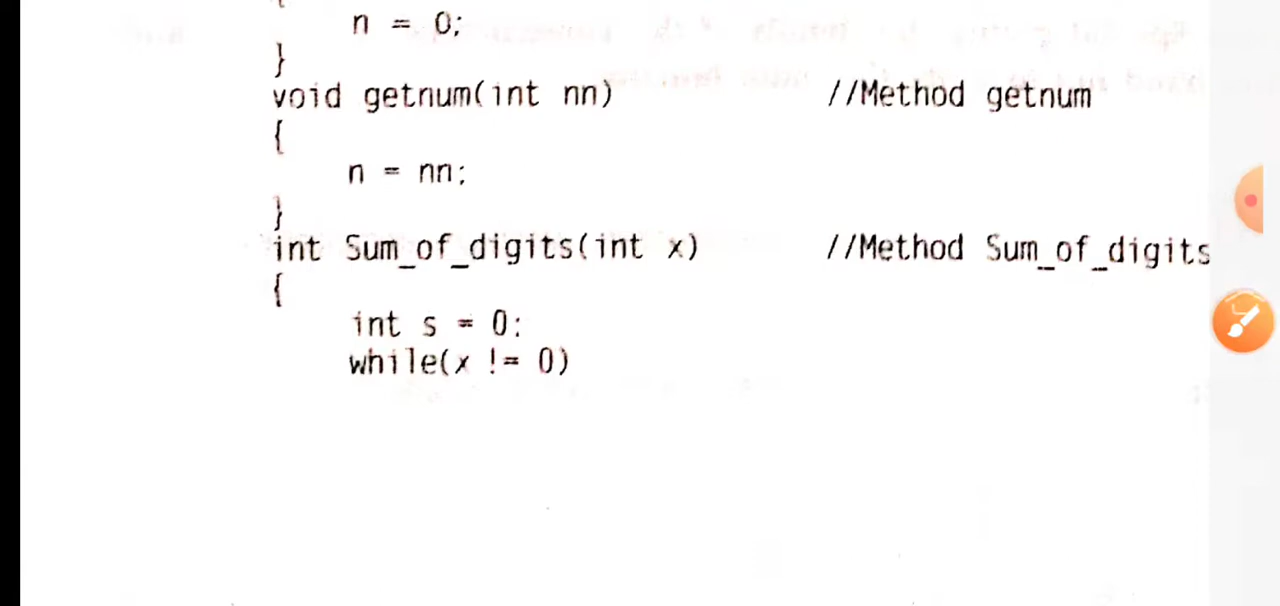 n = 0;
}
void getnum(int nn) //Method getnum
{
n = nn;
}
int Sum_of_digits(int x) //Method Sum_of_digits
{
int s = 0;
while(x != 0)